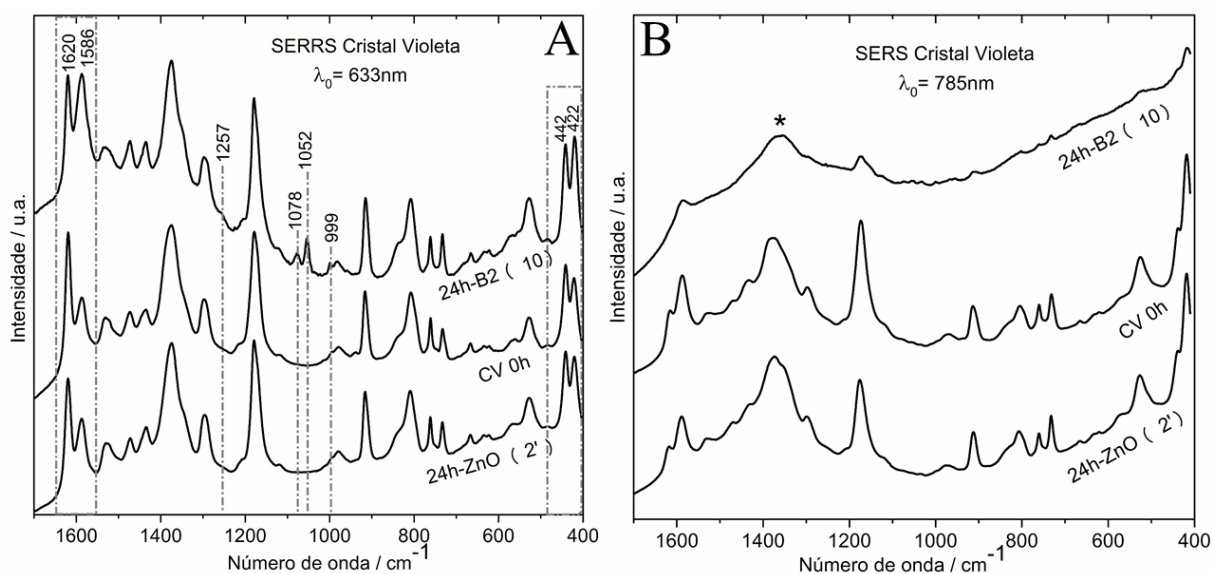 A
SERRS Cristal Violeta
λ₀= 633nm
1620
1586
1257
1078
1052
999
442
422
24h-B2 ( 10)
CV 0h
24h-ZnO ( 2')
Intensidade / u.a.
1600 1400 1200 1000 800 600 400
Número de onda / cm⁻¹
B
SERS Cristal Violeta
λ₀= 785nm
*
24h-B2 ( 10)
CV 0h
24h-ZnO ( 2')
Intensidade / u.a.
1600 1400 1200 1000 800 600 400
Número de onda / cm⁻¹